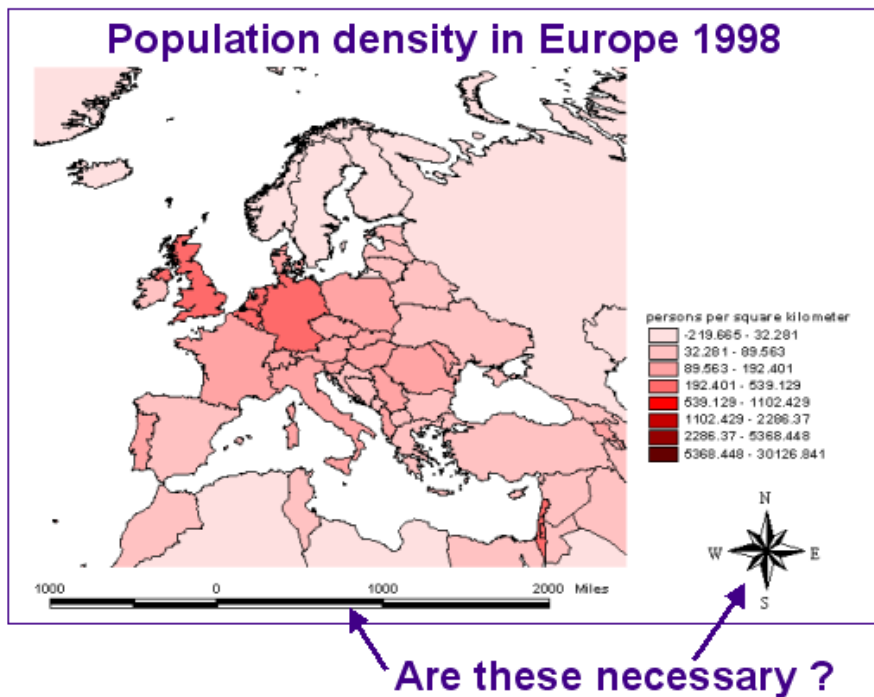 Population density in Europe 1998
persons per square kilometer
-219.665 - 32.281
32.281 - 89.563
89.563 - 192.401
192.401 - 539.129
539.129 - 1102.429
1102.429 - 2286.37
2286.37 - 5368.448
5368.448 - 30126.841
N
W E
S
1000 0 1000 2000 Miles
Are these necessary ?